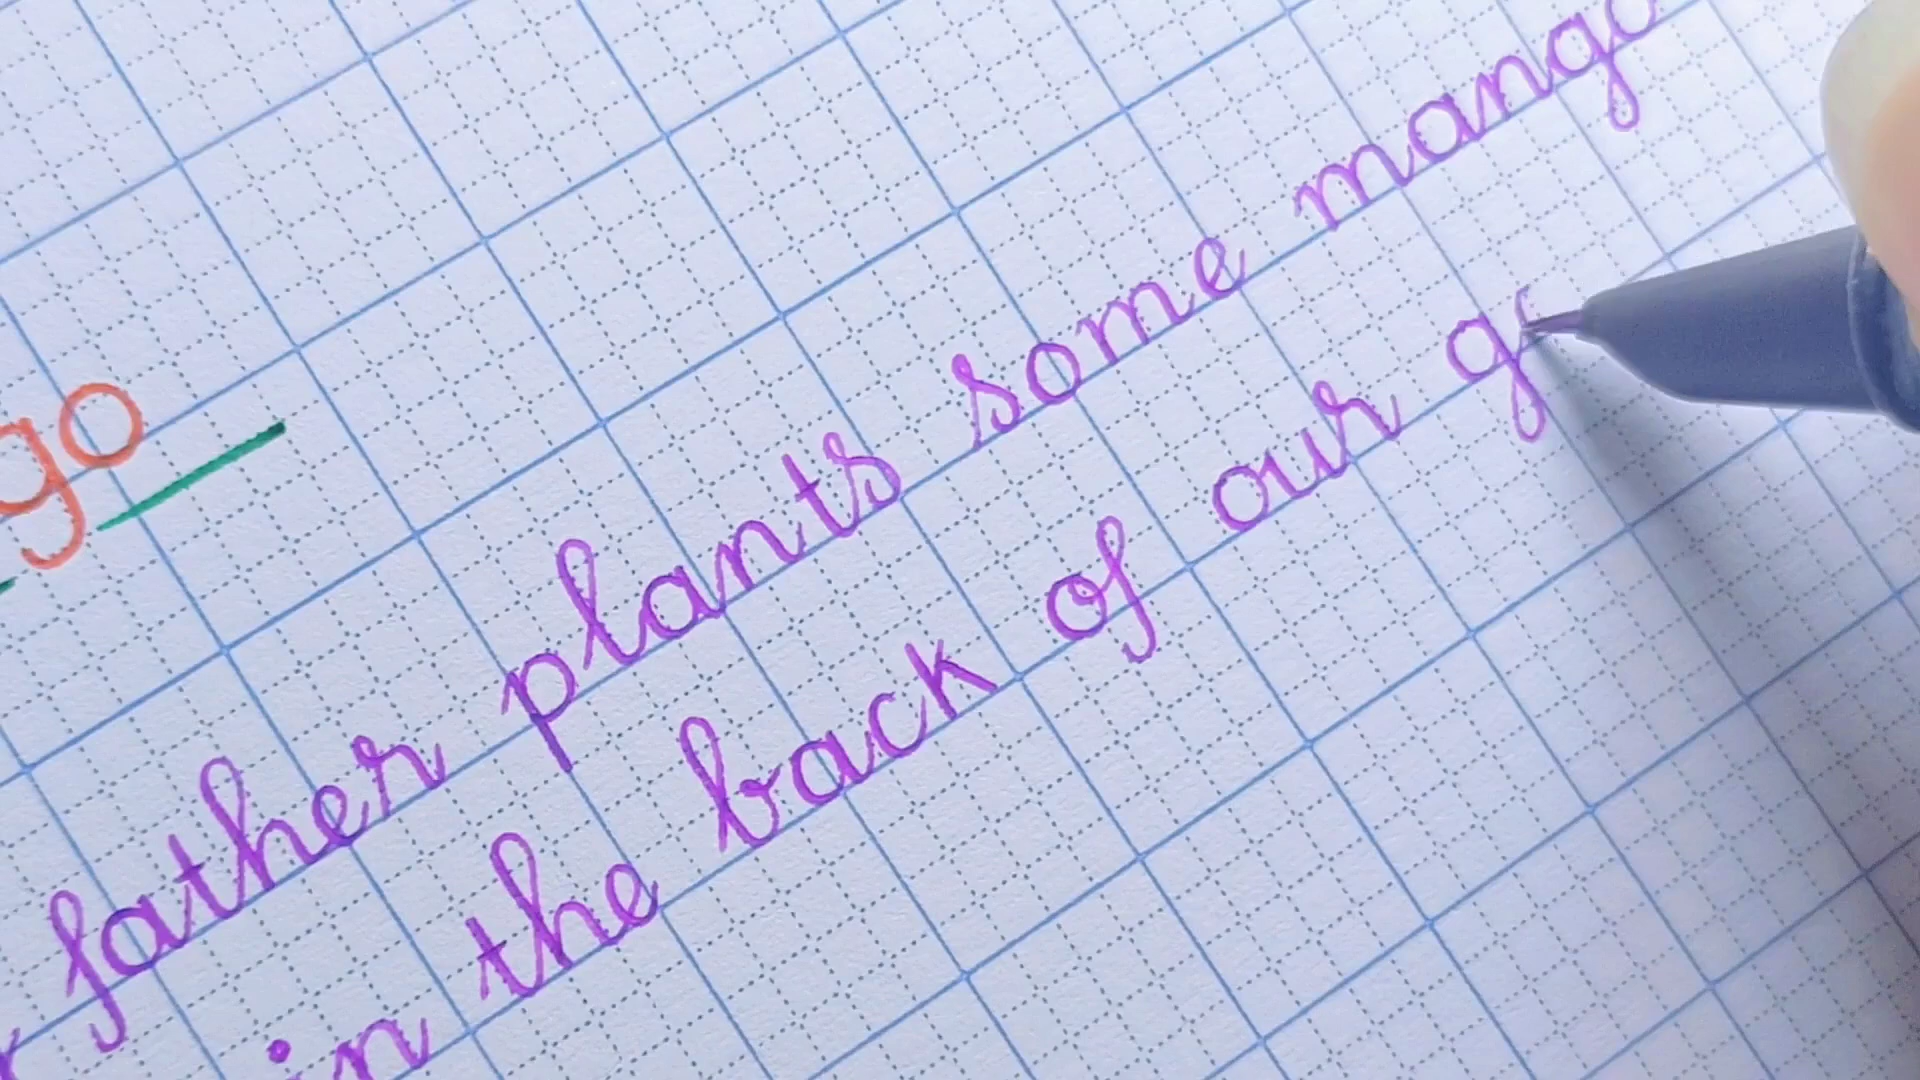 go
father plants some mango
in the back of our g